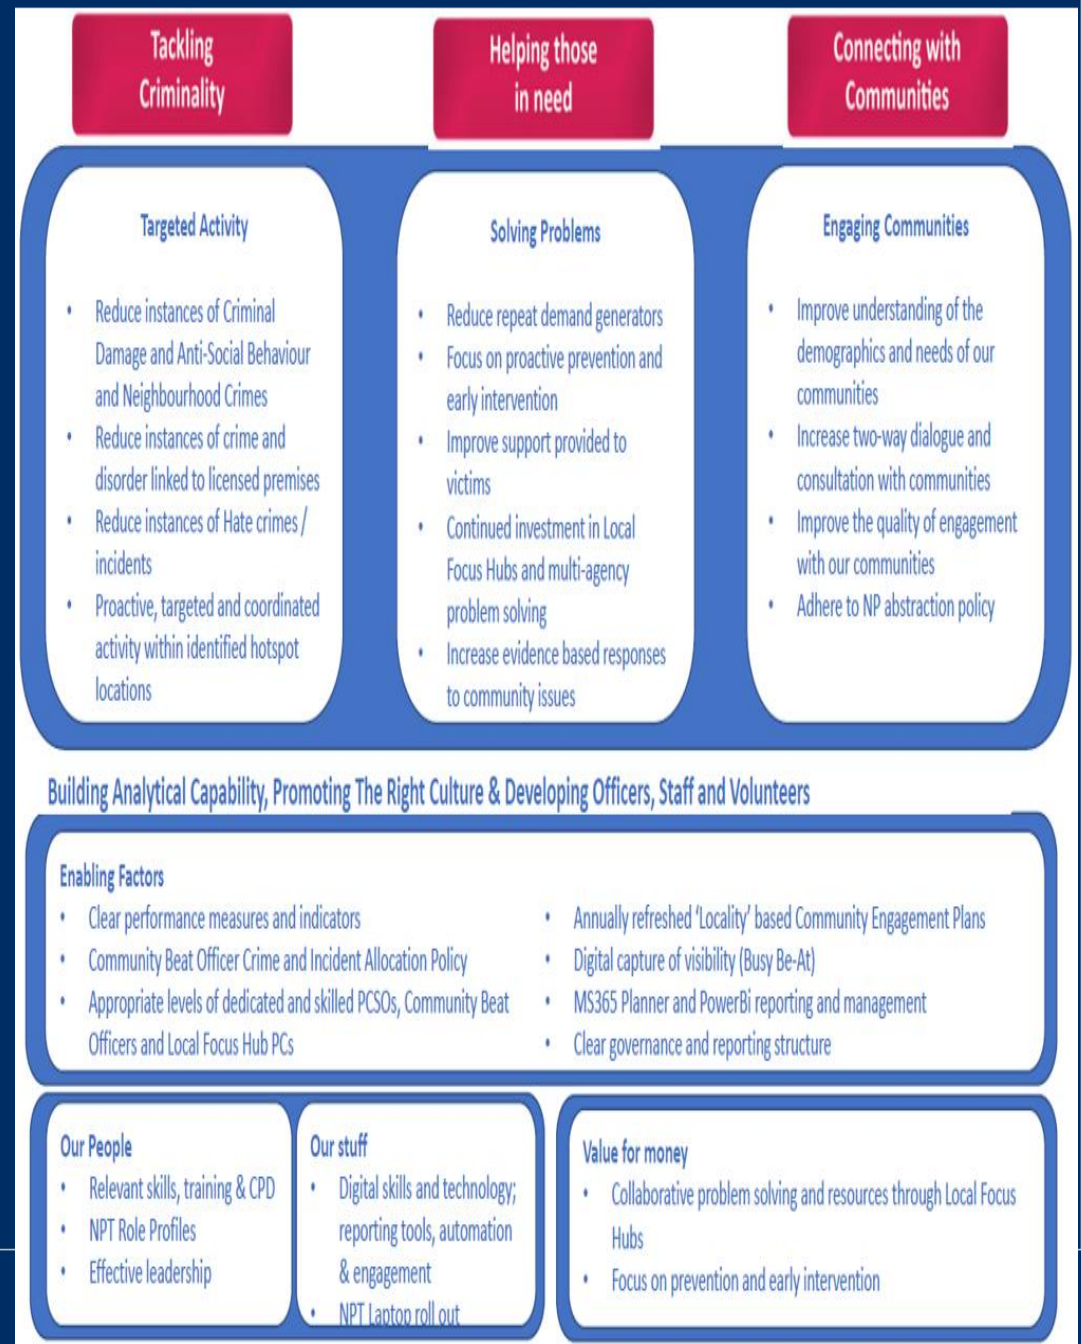 Tackling
Criminality
Helping those
in need
Connecting with
Communities
Targeted Activity
• Reduce instances of Criminal
Damage and Anti-Social Behaviour
and Neighbourhood Crimes
• Reduce instances of crime and
disorder linked to licensed premises
• Reduce instances of Hate crimes /
incidents
• Proactive, targeted and coordinated
activity within identified hotspot
locations
Solving Problems
• Reduce repeat demand generators
• Focus on proactive prevention and
early intervention
• Improve support provided to
victims
• Continued investment in Local
Focus Hubs and multi-agency
problem solving
• Increase evidence based responses
to community issues
Engaging Communities
• Improve understanding of the
demographics and needs of our
communities
• Increase two-way dialogue and
consultation with communities
• Improve the quality of engagement
with our communities
• Adhere to NP abstraction policy
Building Analytical Capability, Promoting The Right Culture & Developing Officers, Staff and Volunteers
Enabling Factors
• Clear performance measures and indicators
• Community Beat Officer Crime and Incident Allocation Policy
• Appropriate levels of dedicated and skilled PCSOs, Community Beat
Officers and Local Focus Hub PCs
• Annually refreshed ‘Locality’ based Community Engagement Plans
• Digital capture of visibility (Busy Be-At)
• MS365 Planner and PowerBi reporting and management
• Clear governance and reporting structure
Our People
• Relevant skills, training & CPD
• NPT Role Profiles
• Effective leadership
Our stuff
• Digital skills and technology;
reporting tools, automation
& engagement
• NPT Laptop roll out
Value for money
• Collaborative problem solving and resources through Local Focus
Hubs
• Focus on prevention and early intervention